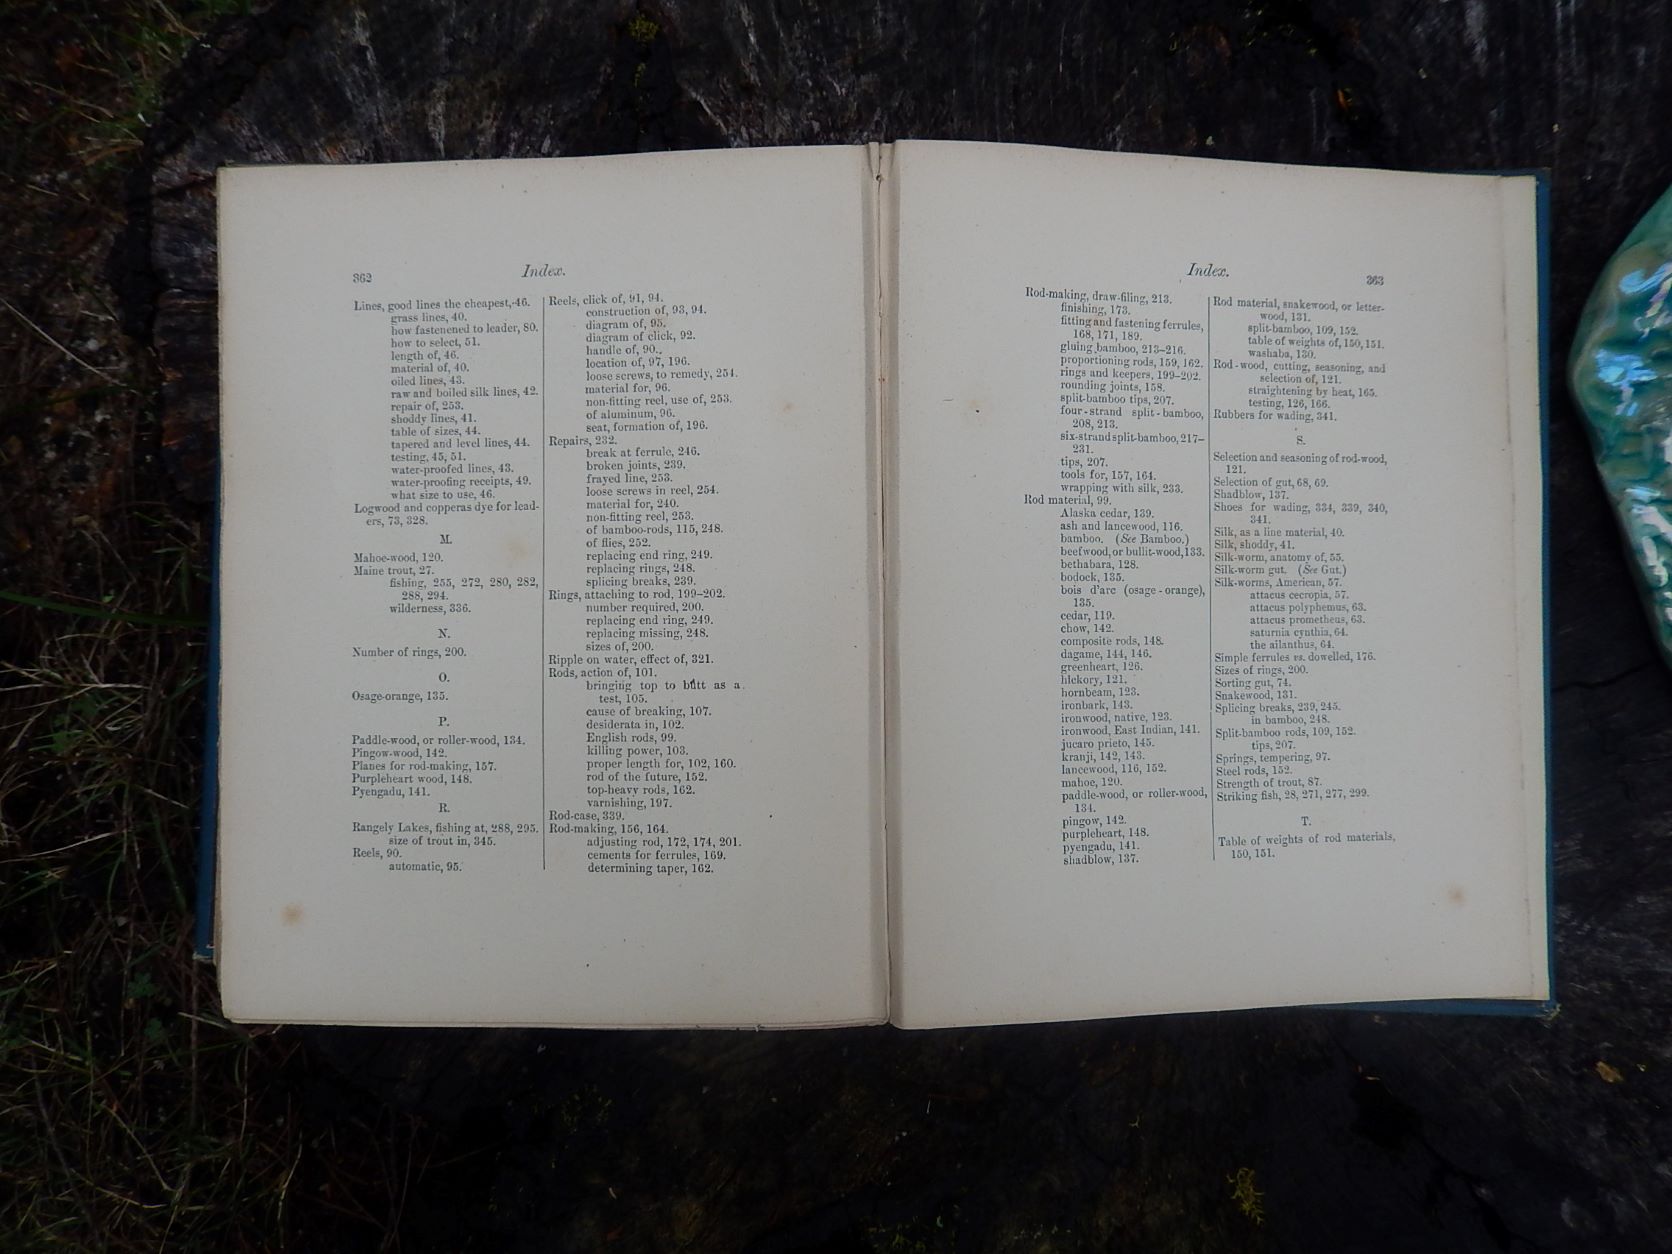 362
Index.
Lines, good lines the cheapest, 46.
grass lines, 40.
how fastenened to leader, 80.
how to select, 51.
length of, 46.
material of, 40.
oiled lines, 43.
raw and boiled silk lines, 42.
repair of, 253.
shoddy lines, 41.
table of sizes, 44.
tapered and level lines, 44.
testing, 45, 51.
water-proofed lines, 43.
water-proofing receipts, 49.
what size to use, 46.
Logwood and copperas dye for lead-
ers, 73, 328.
M.
Mahoe-wood, 120.
Maine trout, 27.
fishing, 255, 272, 280, 282,
288, 294.
wilderness, 336.
N.
Number of rings, 200.
O.
Osage-orange, 135.
P.
Paddle-wood, or roller-wood, 134.
Pingow-wood, 142.
Planes for rod-making, 157.
Purpleheart wood, 148.
Pyengadu, 141.
R.
Rangely Lakes, fishing at, 288, 295.
size of trout in, 345.
Reels, 90.
automatic, 95.
Reels, click of, 91, 94.
construction of, 93, 94.
diagram of, 95.
diagram of click, 92.
handle of, 90.
location of, 97, 196.
loose screws, to remedy, 254.
material for, 96.
non-fitting reel, use of, 253.
of aluminum, 96.
seat, formation of, 196.
Repairs, 232.
break at ferrule, 246.
broken joints, 239.
frayed line, 253.
loose screws in reel, 254.
material for, 240.
non-fitting reel, 253.
of bamboo-rods, 115, 248.
of flies, 252.
replacing end ring, 249.
replacing rings, 248.
splicing breaks, 239.
Rings, attaching to rod, 199–202.
number required, 200.
replacing end ring, 249.
replacing missing, 248.
sizes of, 200.
Ripple on water, effect of, 321.
Rods, action of, 101.
bringing top to butt as a
test, 105.
cause of breaking, 107.
desiderata in, 102.
English rods, 99.
killing power, 103.
proper length for, 102, 160.
rod of the future, 152.
top-heavy rods, 162.
varnishing, 197.
Rod-case, 339.
Rod-making, 156, 164.
adjusting rod, 172, 174, 201.
cements for ferrules, 169.
determining taper, 162.
Index.
363
Rod-making, draw-filing, 213.
finishing, 173.
fitting and fastening ferrules,
168, 171, 189.
gluing bamboo, 213–216.
proportioning rods, 159, 162.
rings and keepers, 199–202.
rounding joints, 158.
split-bamboo tips, 207.
four-strand split-bamboo,
208, 213.
six-strand split-bamboo, 217–
231.
tips, 207.
tools for, 157, 164.
wrapping with silk, 233.
Rod material, 99.
Alaska cedar, 139.
ash and lancewood, 116.
bamboo. (See Bamboo.)
beefwood, or bullit-wood, 133.
bethabara, 128.
bodock, 135.
bois d'arc (osage-orange),
135.
cedar, 119.
chow, 142.
composite rods, 148.
dagame, 144, 146.
greenheart, 126.
hickory, 121.
hornbeam, 123.
ironbark, 143.
ironwood, native, 123.
ironwood, East Indian, 141.
jucaro prieto, 145.
kranji, 142, 143.
lancewood, 116, 152.
mahoe, 120.
paddle-wood, or roller-wood,
134.
pingow, 142.
purpleheart, 148.
pyengadu, 141.
shadblow, 137.
Rod material, snakewood, or letter-
wood, 131.
split-bamboo, 109, 152.
table of weights of, 150, 151.
washaba, 130.
Rod-wood, cutting, seasoning, and
selection of, 121.
straightening by heat, 165.
testing, 126, 166.
Rubbers for wading, 341.
S.
Selection and seasoning of rod-wood,
121.
Selection of gut, 68, 69.
Shadblow, 137.
Shoes for wading, 334, 339, 340,
341.
Silk, as a line material, 40.
Silk, shoddy, 41.
Silk-worm, anatomy of, 55.
Silk-worm gut. (See Gut.)
Silk-worms, American, 57.
attacus cecropia, 57.
attacus polyphemus, 63.
attacus prometheus, 63.
saturnia cynthia, 64.
the ailanthus, 64.
Simple ferrules vs. dowelled, 176.
Sizes of rings, 200.
Sorting gut, 74.
Snakewood, 131.
Splicing breaks, 239, 245.
in bamboo, 248.
Split-bamboo rods, 109, 152.
tips, 207.
Springs, tempering, 97.
Steel rods, 152.
Strength of trout, 87.
Striking fish, 28, 271, 277, 299.
T.
Table of weights of rod materials,
150, 151.